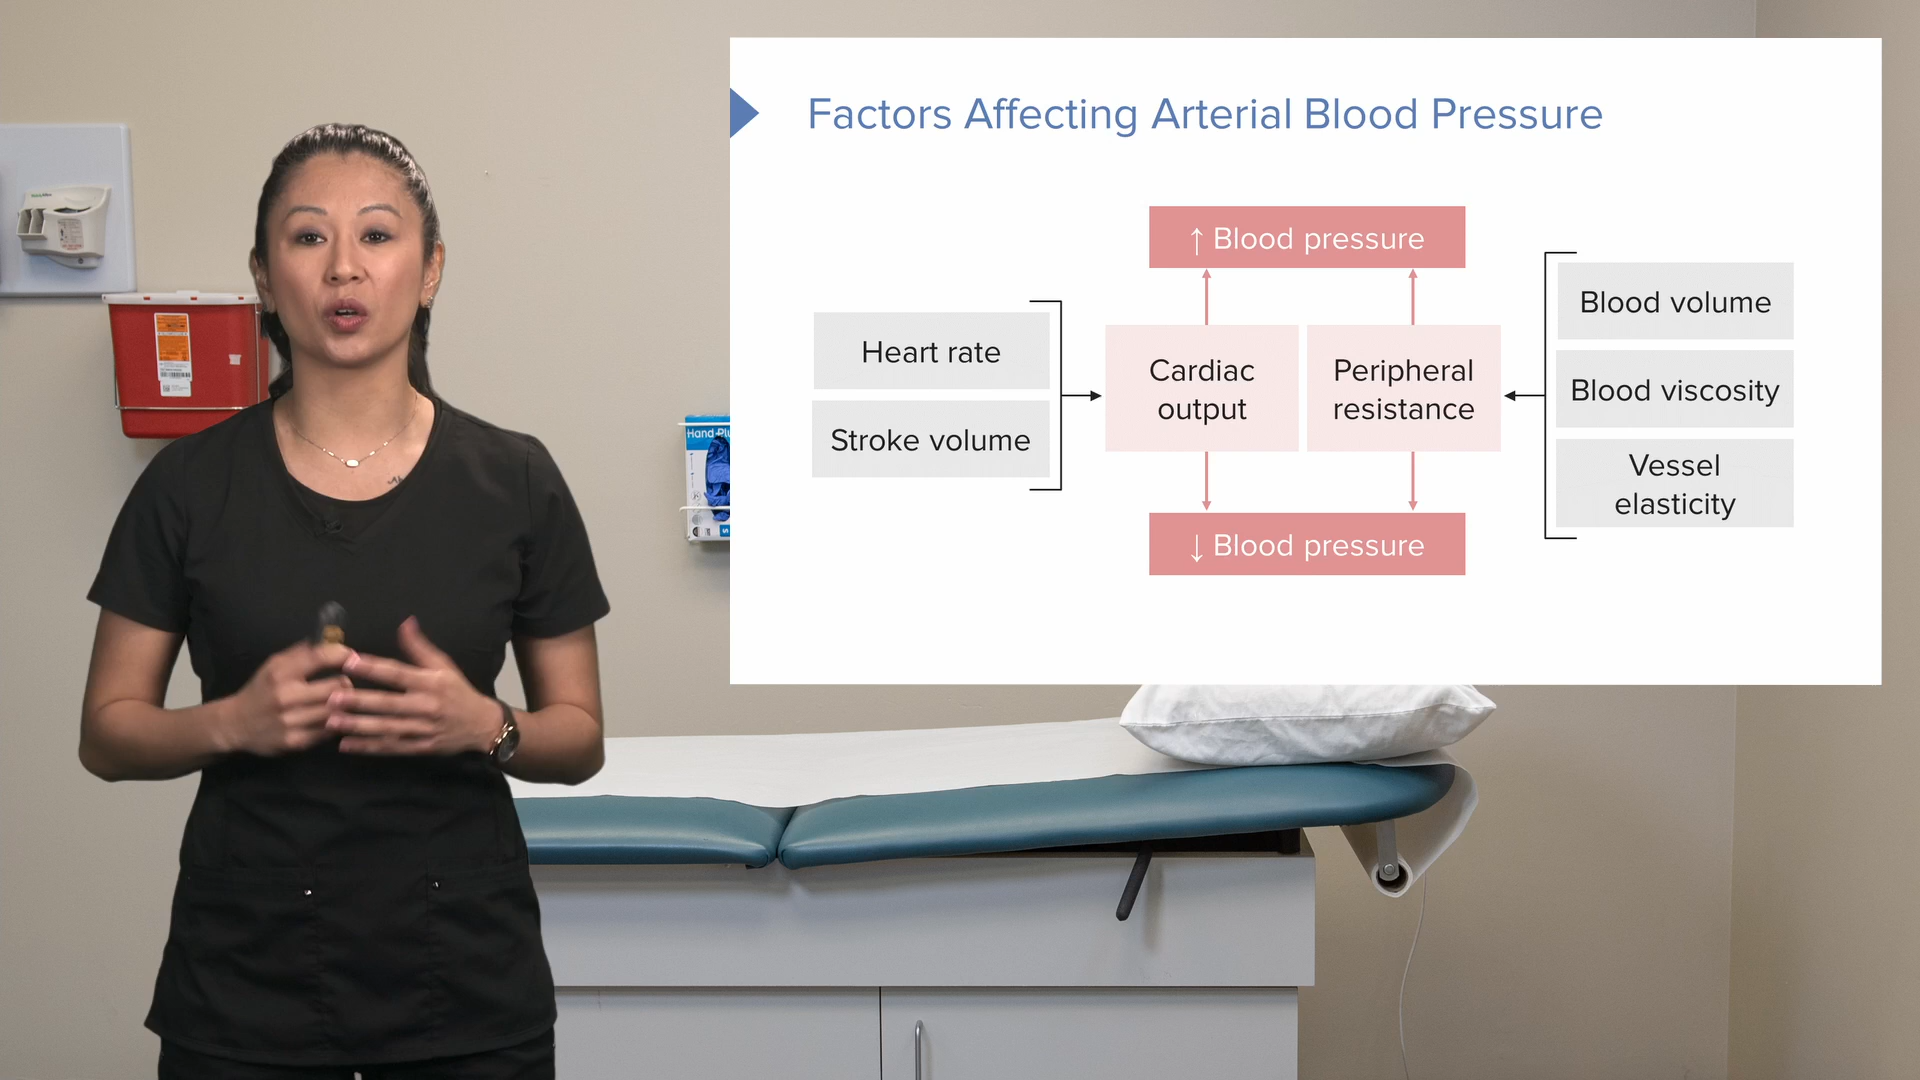 Factors Affecting Arterial Blood Pressure
↑ Blood pressure
Heart rate
Stroke volume
Cardiac
output
Peripheral
resistance
Blood volume
Blood viscosity
Vessel
elasticity
↓ Blood pressure
Hand